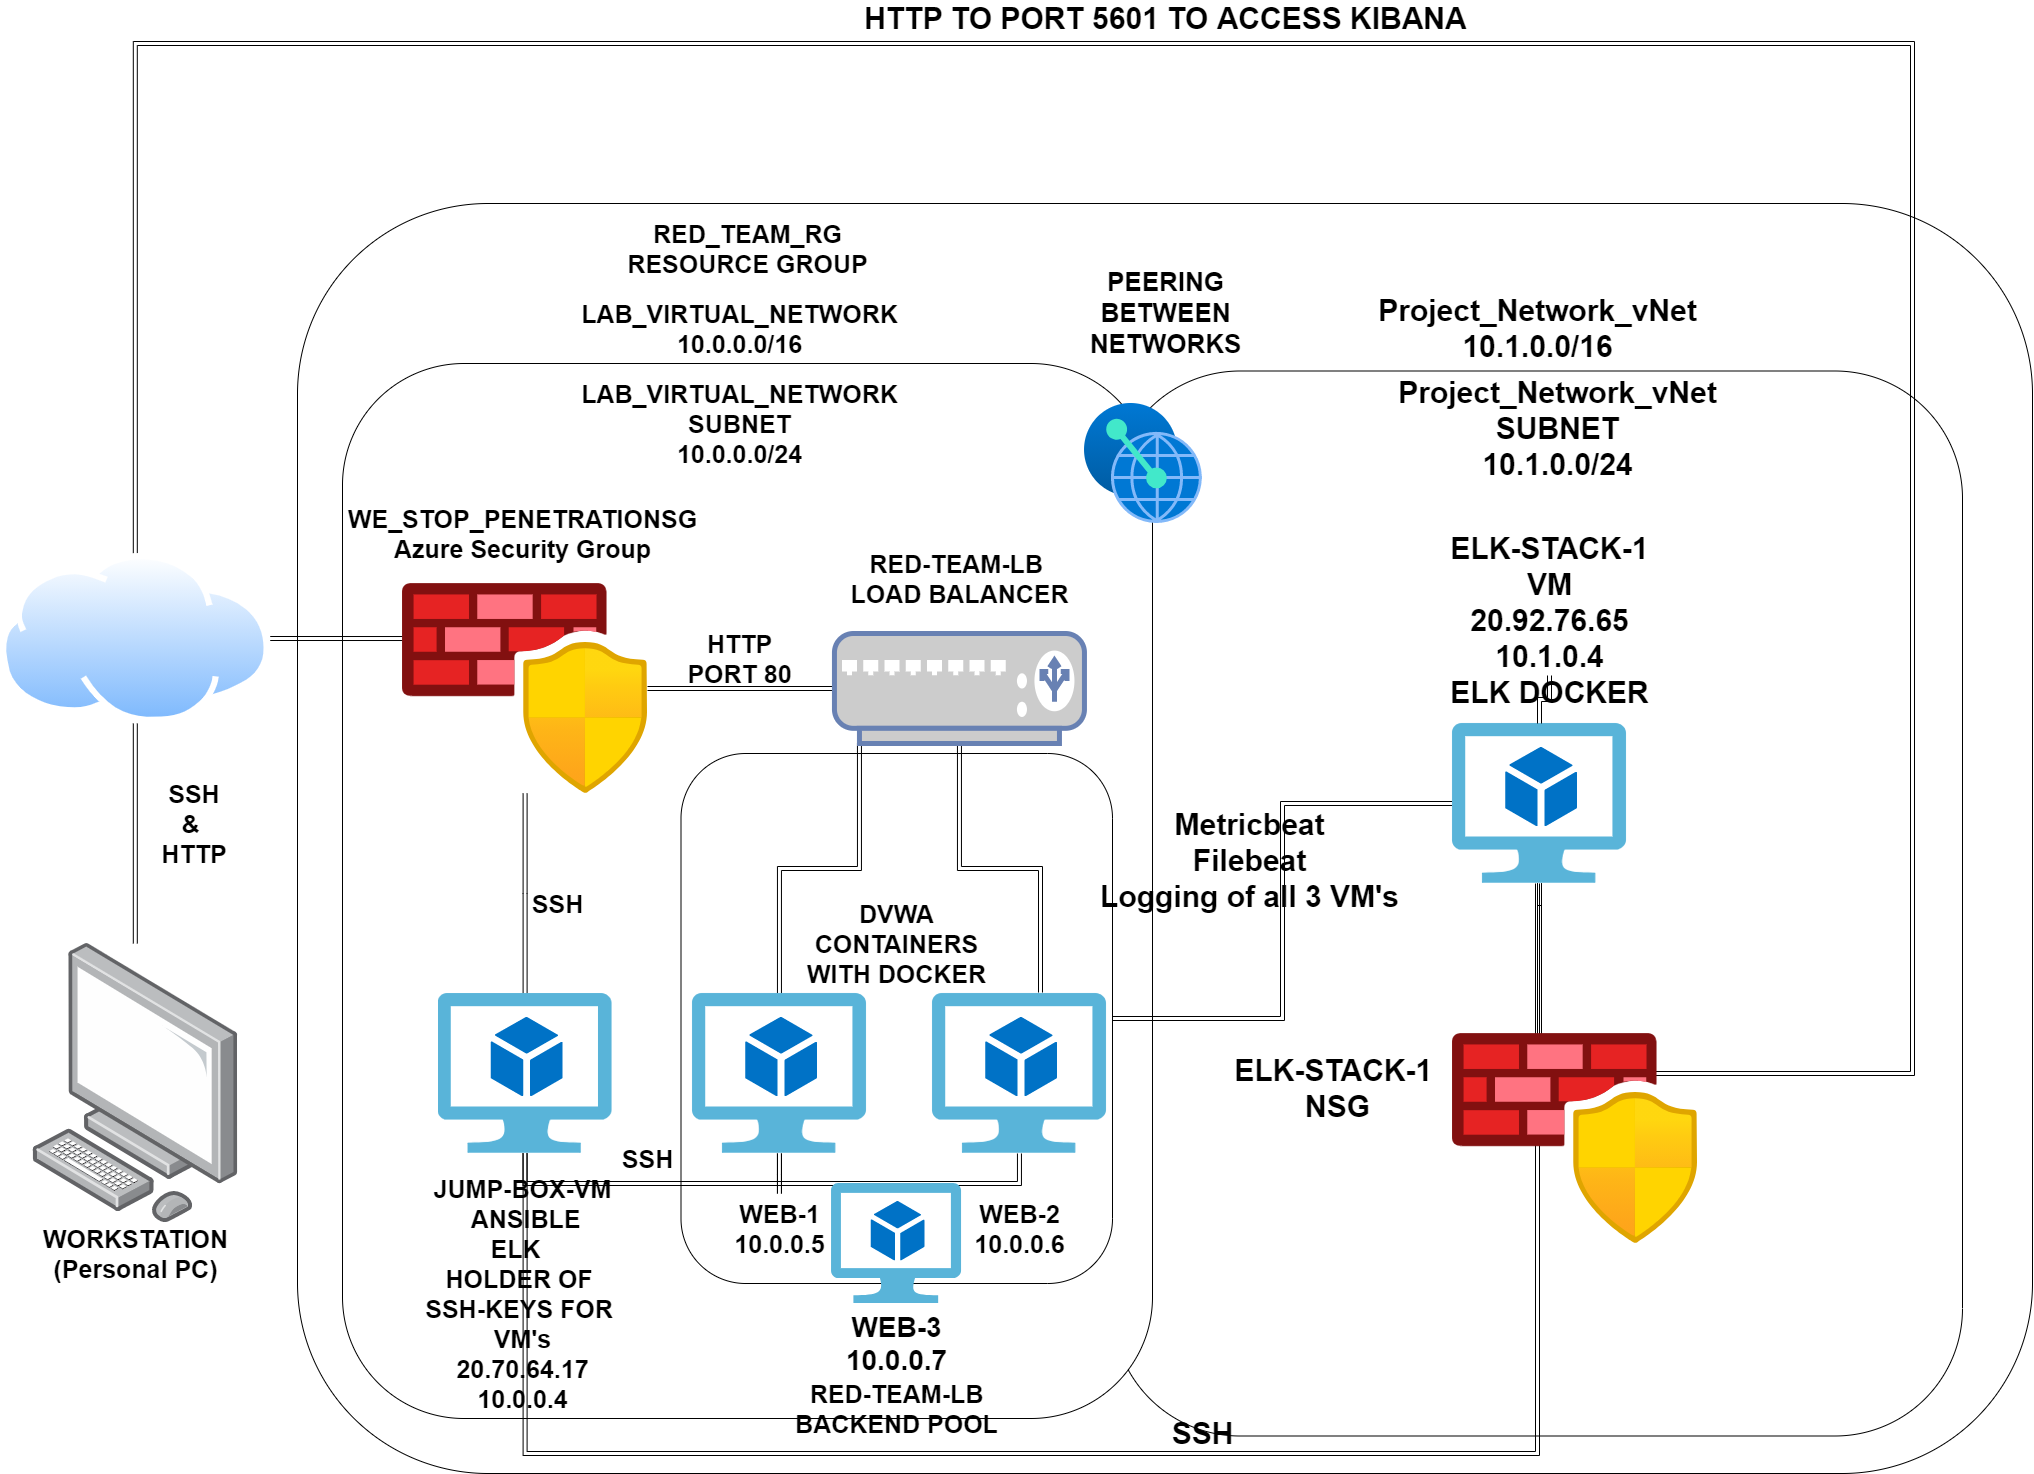 HTTP TO PORT 5601 TO ACCESS KIBANA
RED_TEAM_RG
RESOURCE GROUP
LAB_VIRTUAL_NETWORK
10.0.0.0/16
PEERING
BETWEEN
NETWORKS
Project_Network_vNet
10.1.0.0/16
LAB_VIRTUAL_NETWORK
SUBNET
10.0.0.0/24
Project_Network_vNet
SUBNET
10.1.0.0/24
WE_STOP_PENETRATIONSG
Azure Security Group
RED-TEAM-LB
LOAD BALANCER
ELK-STACK-1
VM
20.92.76.65
10.1.0.4
ELK DOCKER
HTTP
PORT 80
SSH
&
HTTP
SSH
Metricbeat
Filebeat
Logging of all 3 VM's
DVWA
CONTAINERS
WITH DOCKER
ELK-STACK-1
NSG
SSH
JUMP-BOX-VM
ANSIBLE
ELK
HOLDER OF
SSH-KEYS FOR
VM's
20.70.64.17
10.0.0.4
WEB-1
10.0.0.5
WEB-2
10.0.0.6
WORKSTATION
(Personal PC)
WEB-3
10.0.0.7
RED-TEAM-LB
BACKEND POOL
SSH